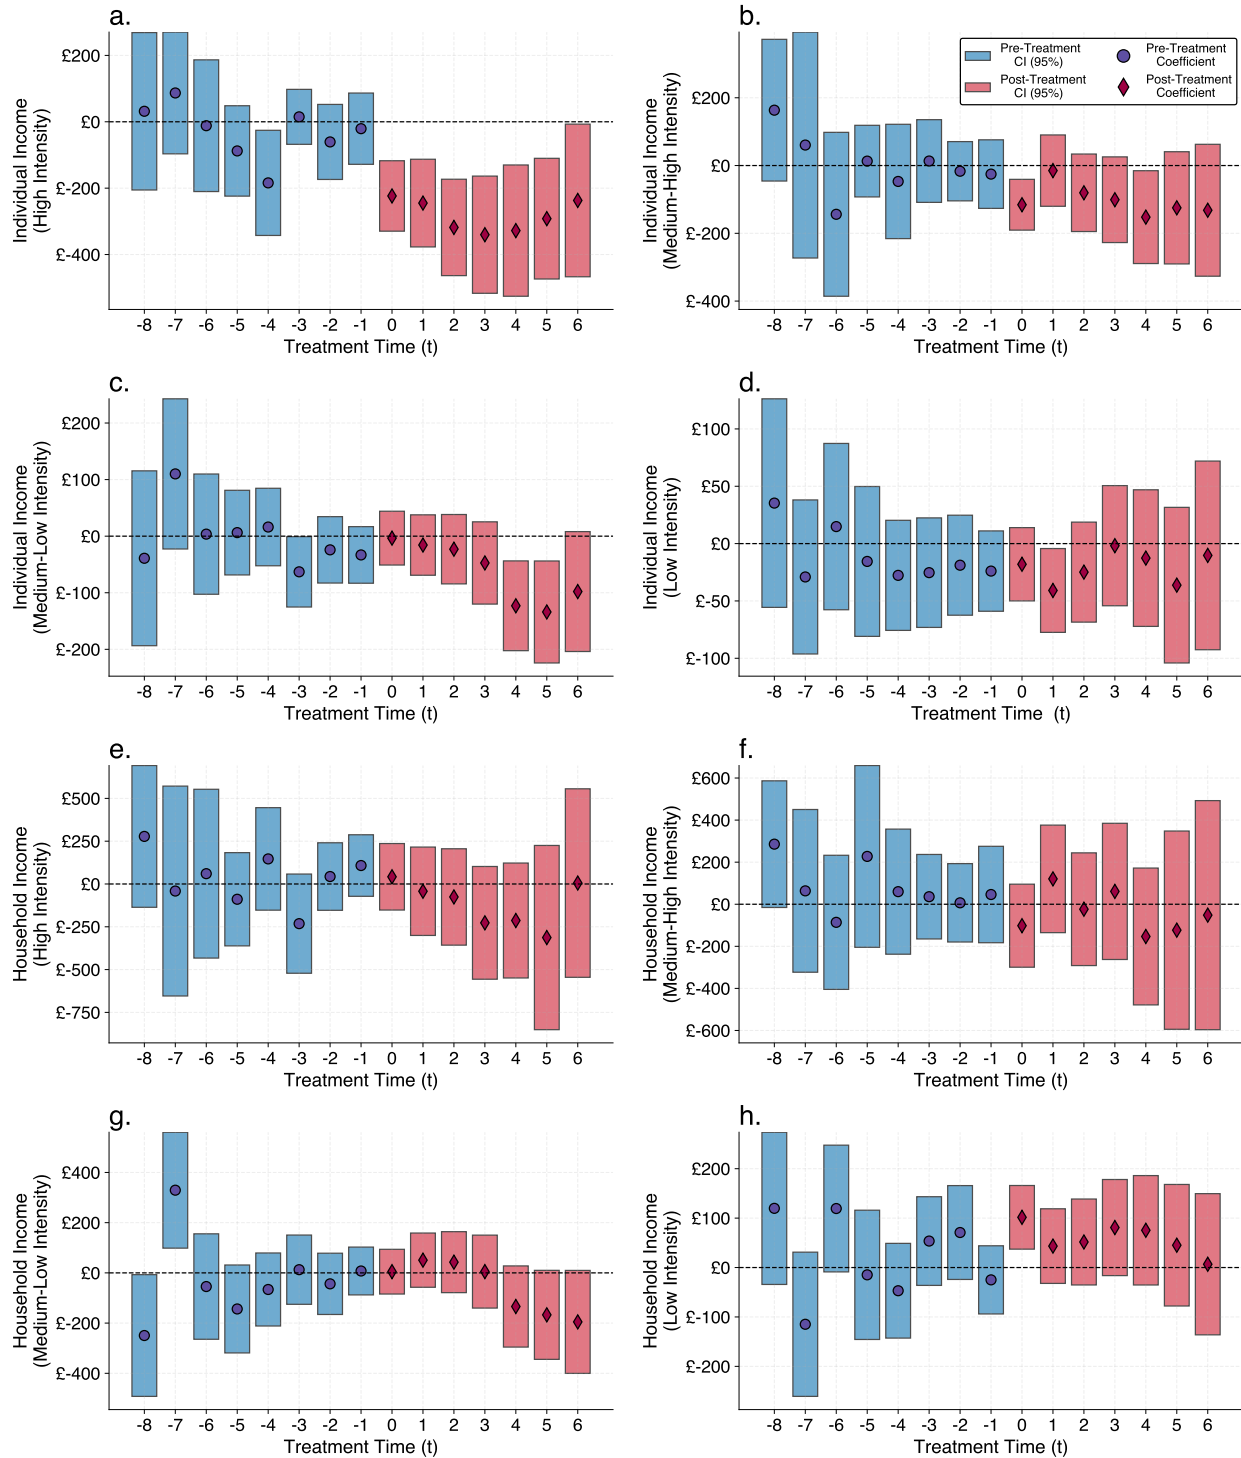 a.
Individual Income
(High Intensity)
£200
£0
£-200
£-400
-8 -7 -6 -5 -4 -3 -2 -1 0 1 2 3 4 5 6
Treatment Time (t)
b.
Individual Income
(Medium-High Intensity)
£200
£0
£-200
£-400
Pre-Treatment
CI (95%)
Post-Treatment
CI (95%)
Pre-Treatment
Coefficient
Post-Treatment
Coefficient
-8 -7 -6 -5 -4 -3 -2 -1 0 1 2 3 4 5 6
Treatment Time (t)
c.
Individual Income
(Medium-Low Intensity)
£200
£100
£0
£-100
£-200
-8 -7 -6 -5 -4 -3 -2 -1 0 1 2 3 4 5 6
Treatment Time (t)
d.
Individual Income
(Low Intensity)
£100
£50
£0
£-50
£-100
-8 -7 -6 -5 -4 -3 -2 -1 0 1 2 3 4 5 6
Treatment Time (t)
e.
Household Income
(High Intensity)
£500
£250
£0
£-250
£-500
£-750
-8 -7 -6 -5 -4 -3 -2 -1 0 1 2 3 4 5 6
Treatment Time (t)
f.
Household Income
(Medium-High Intensity)
£600
£400
£200
£0
£-200
£-400
£-600
-8 -7 -6 -5 -4 -3 -2 -1 0 1 2 3 4 5 6
Treatment Time (t)
g.
Household Income
(Medium-Low Intensity)
£400
£200
£0
£-200
£-400
-8 -7 -6 -5 -4 -3 -2 -1 0 1 2 3 4 5 6
Treatment Time (t)
h.
Household Income
(Low Intensity)
£200
£100
£0
£-100
£-200
-8 -7 -6 -5 -4 -3 -2 -1 0 1 2 3 4 5 6
Treatment Time (t)